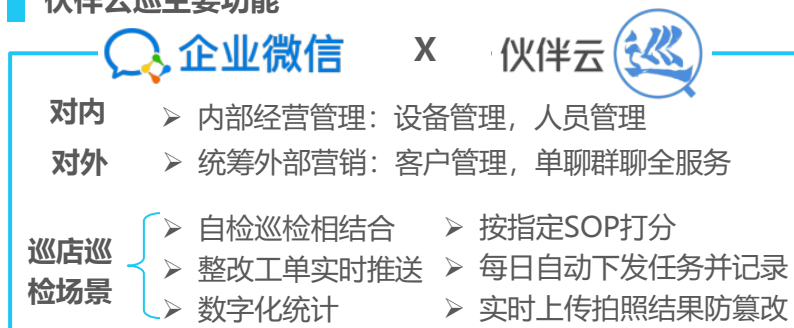 伙伴云巡主要功能
企业微信 X 伙伴云 巡
对内 ➢ 内部经营管理：设备管理，人员管理
对外 ➢ 统筹外部营销：客户管理，单聊群聊全服务
巡店巡
检场景
➢ 自检巡检相结合 ➢ 按指定SOP打分
➢ 整改工单实时推送 ➢ 每日自动下发任务并记录
➢ 数字化统计 ➢ 实时上传拍照结果防篡改